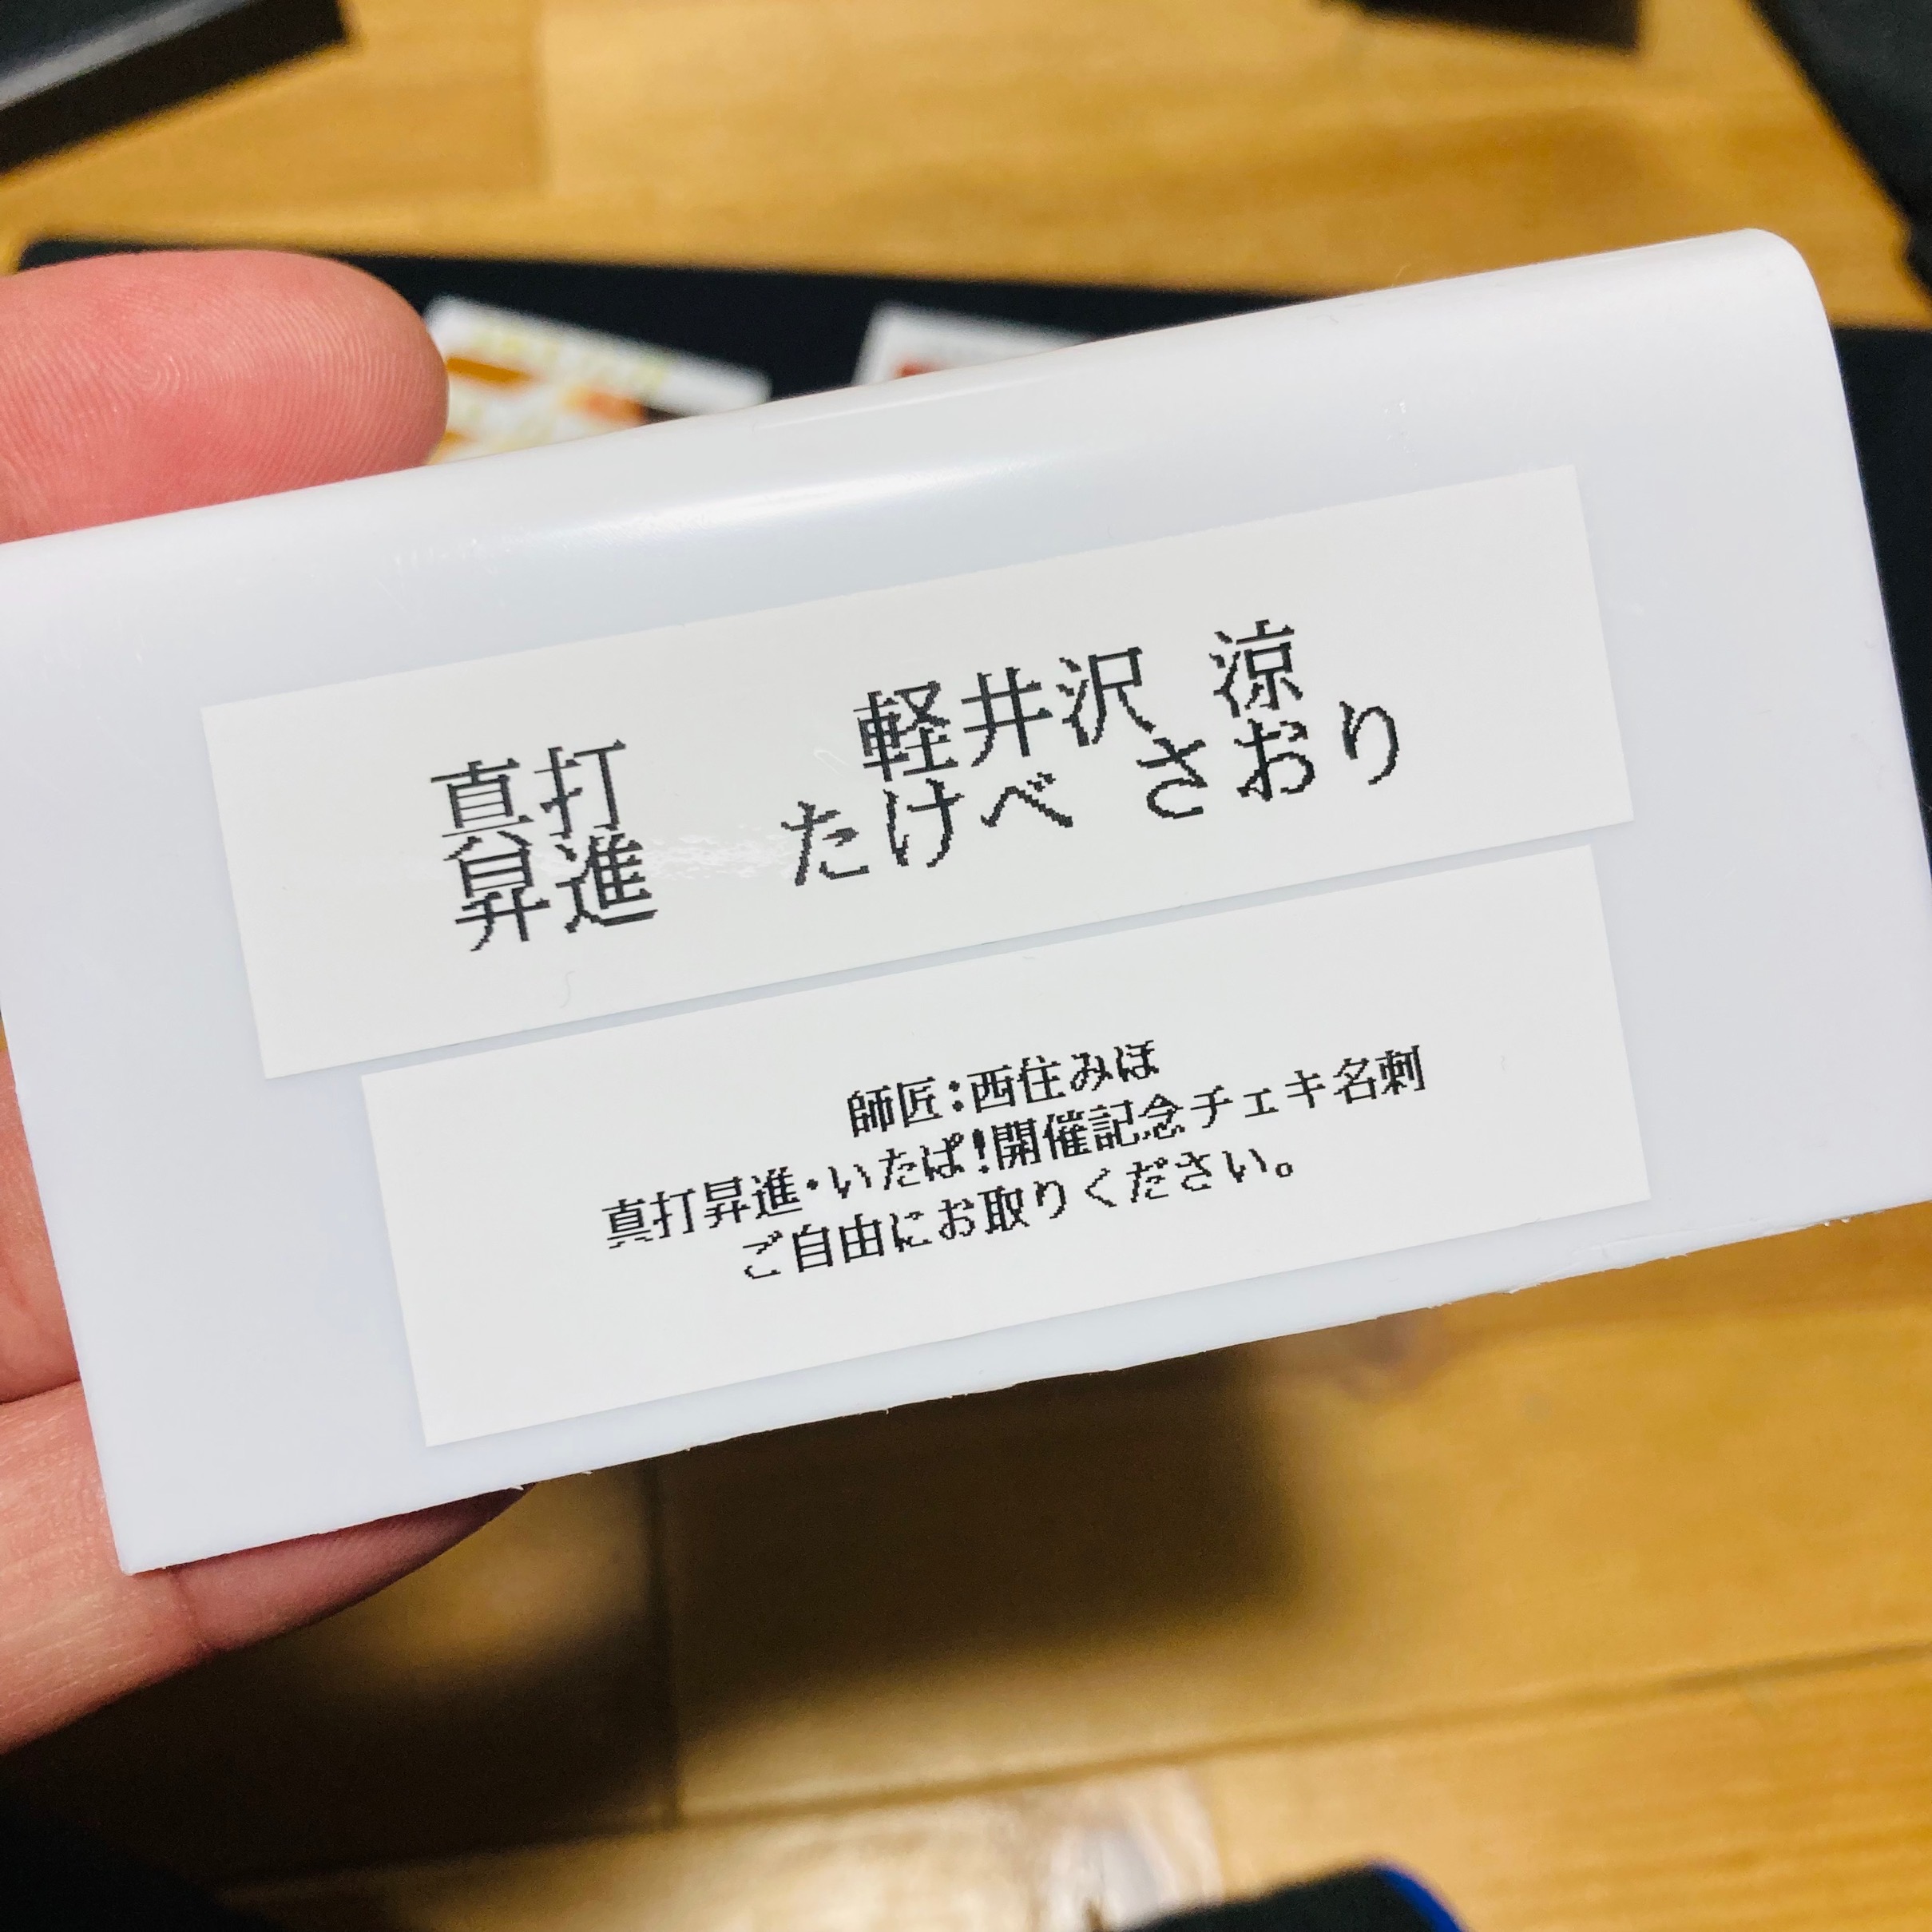 真打
昇進
軽井沢 涼
たけべ さおり
師匠：西住みほ
真打昇進・いたぱ！開催記念チェキ名刺
ご自由にお取りください。